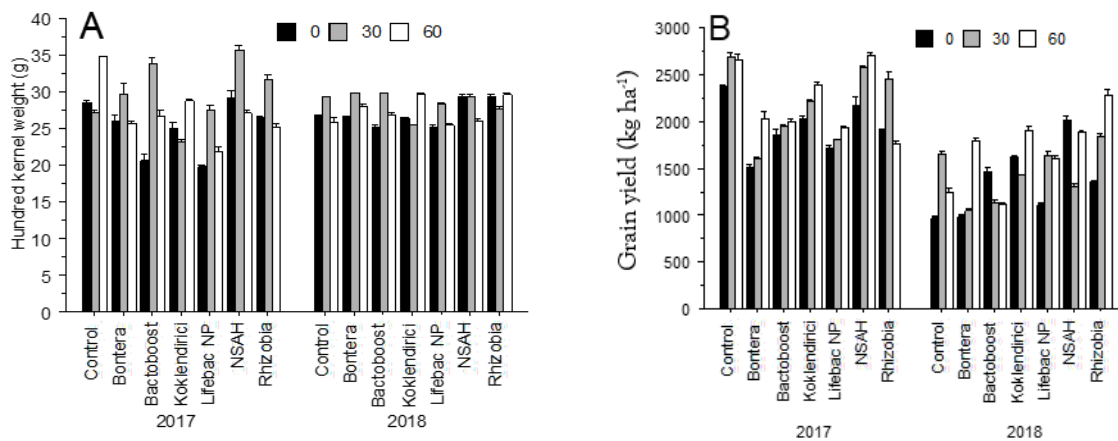 A
0 30 60
Hundred kernel weight (g)
40
35
30
25
20
15
10
5
0
Control
Bontera
Bactoboost
Koklendirici
Lifebac NP
NSAH
Rhizobia
Control
Bontera
Bactoboost
Koklendirici
Lifebac NP
NSAH
Rhizobia
2017
2018
B
0 30 60
Grain yield (kg ha-1)
3000
2500
2000
1500
1000
500
0
Control
Bontera
Bactoboost
Koklendirici
Lifebac NP
NSAH
Rhizobia
Control
Bontera
Bactoboost
Koklendirici
Lifebac NP
NSAH
Rhizobia
2017
2018